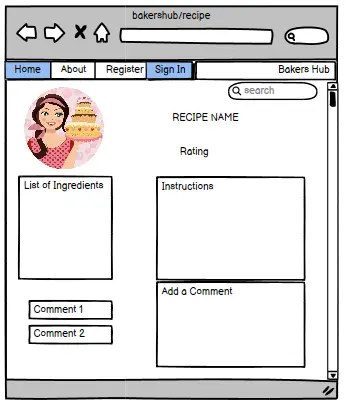 bakershub/recipe
Home About Register Sign In Bakers Hub
search
RECIPE NAME
Rating
List of Ingredients
Instructions
Comment 1
Comment 2
Add a Comment